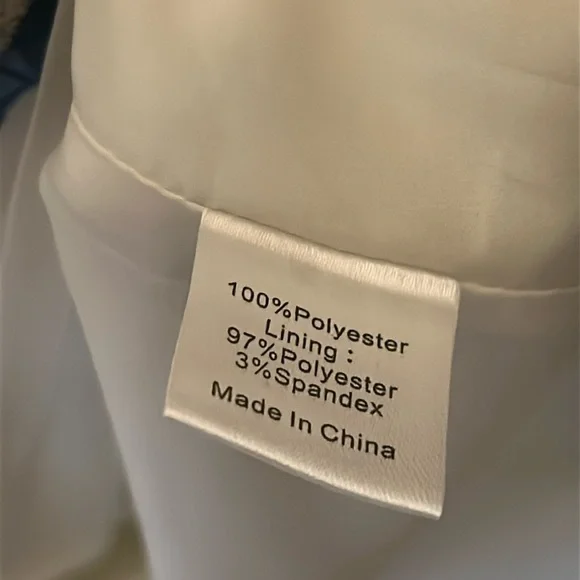 100%Polyester
Lining :
97%Polyester
3%Spandex
Made In China